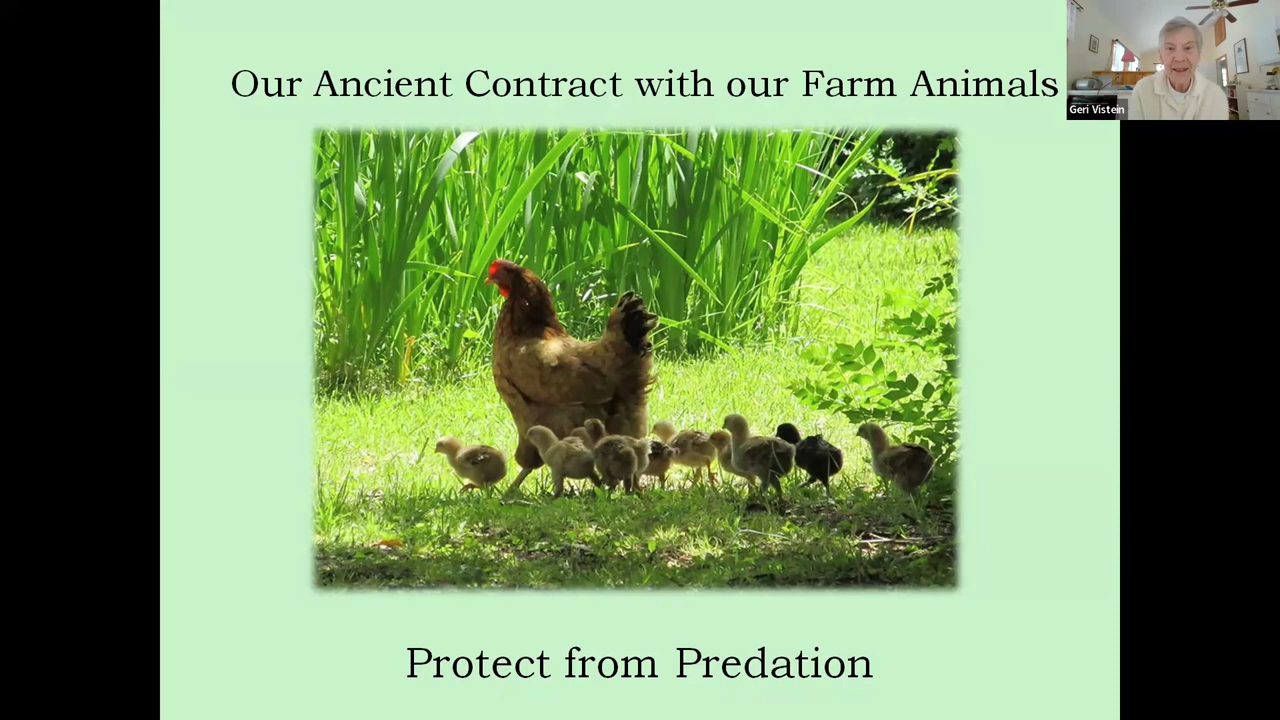 Our Ancient Contract with our Farm Animals
Geri Vistein
Protect from Predation